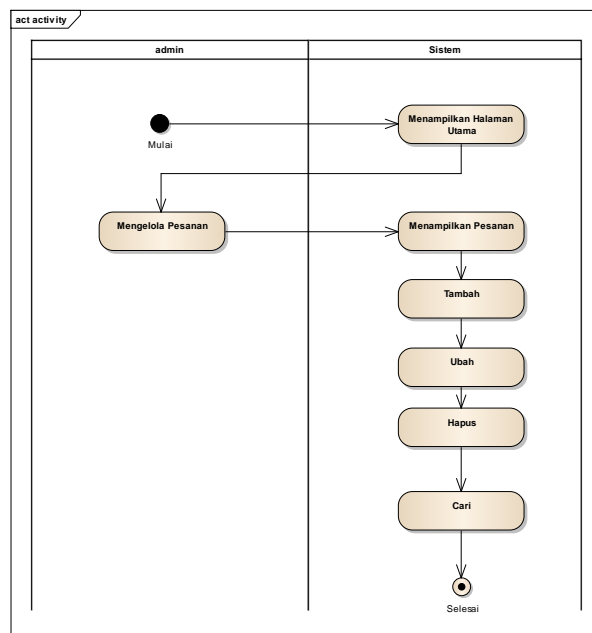 act activity
admin
Sistem
Mulai
Menampilkan Halaman
Utama
Mengelola Pesanan
Menampilkan Pesanan
Tambah
Ubah
Hapus
Cari
Selesai